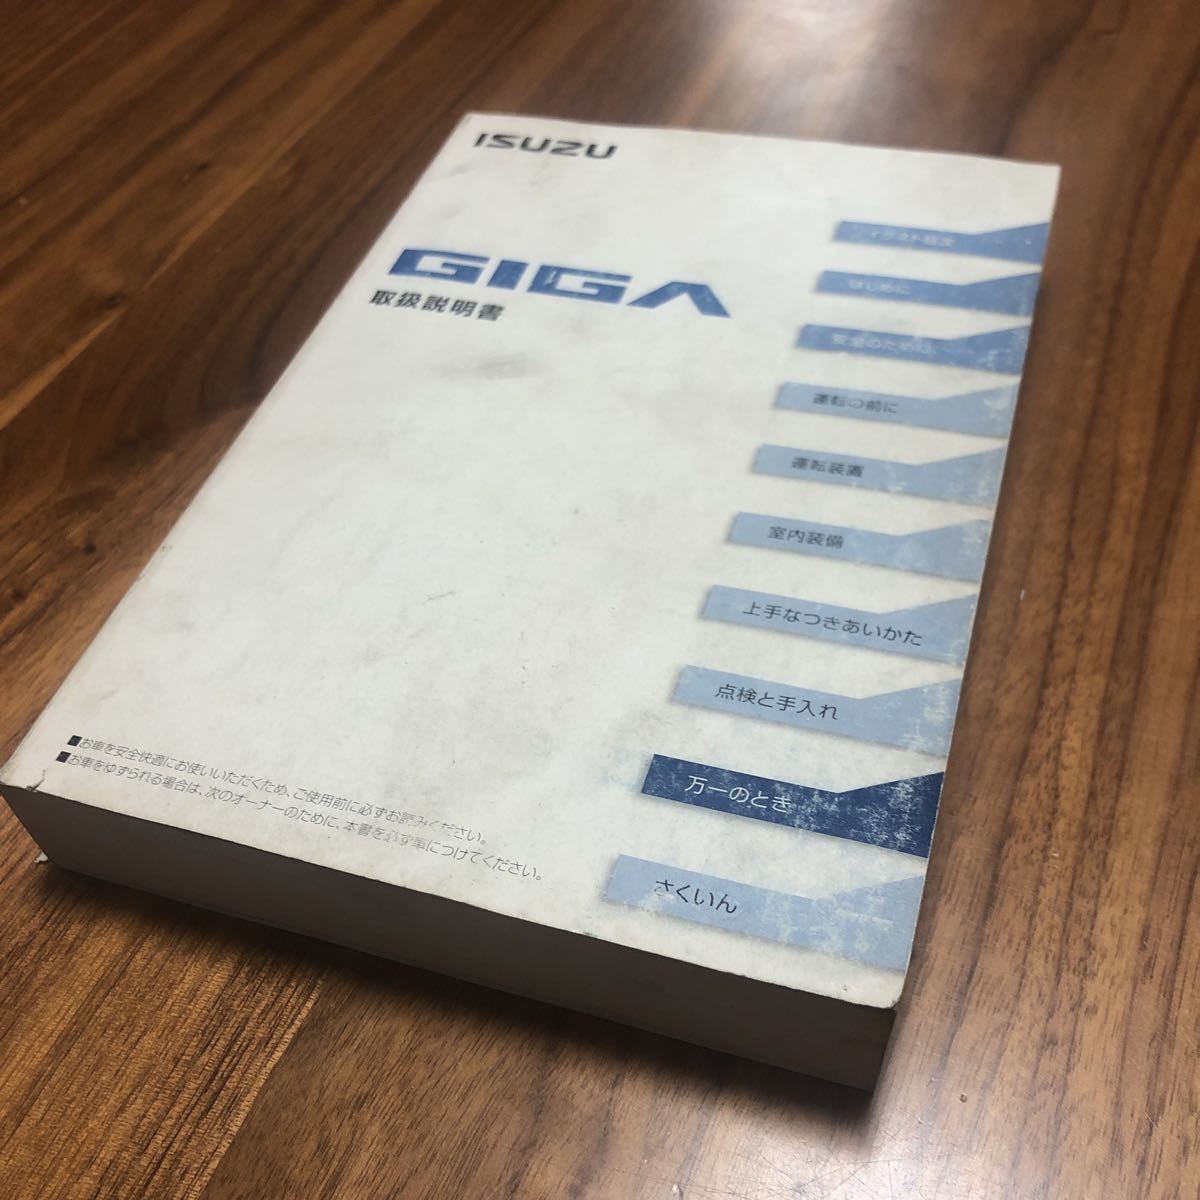 ISUZU
GIGA
取扱説明書
イラスト目次
はじめに
安全のために
運転の前に
運転装置
室内装備
上手なつきあいかた
点検と手入れ
万一のとき
さくいん
■お車を安全快適にお使いいただくため、ご使用前に必ずお読みください。
■お車をゆずられる場合は、次のオーナーのために、本書を必ず車につけてください。